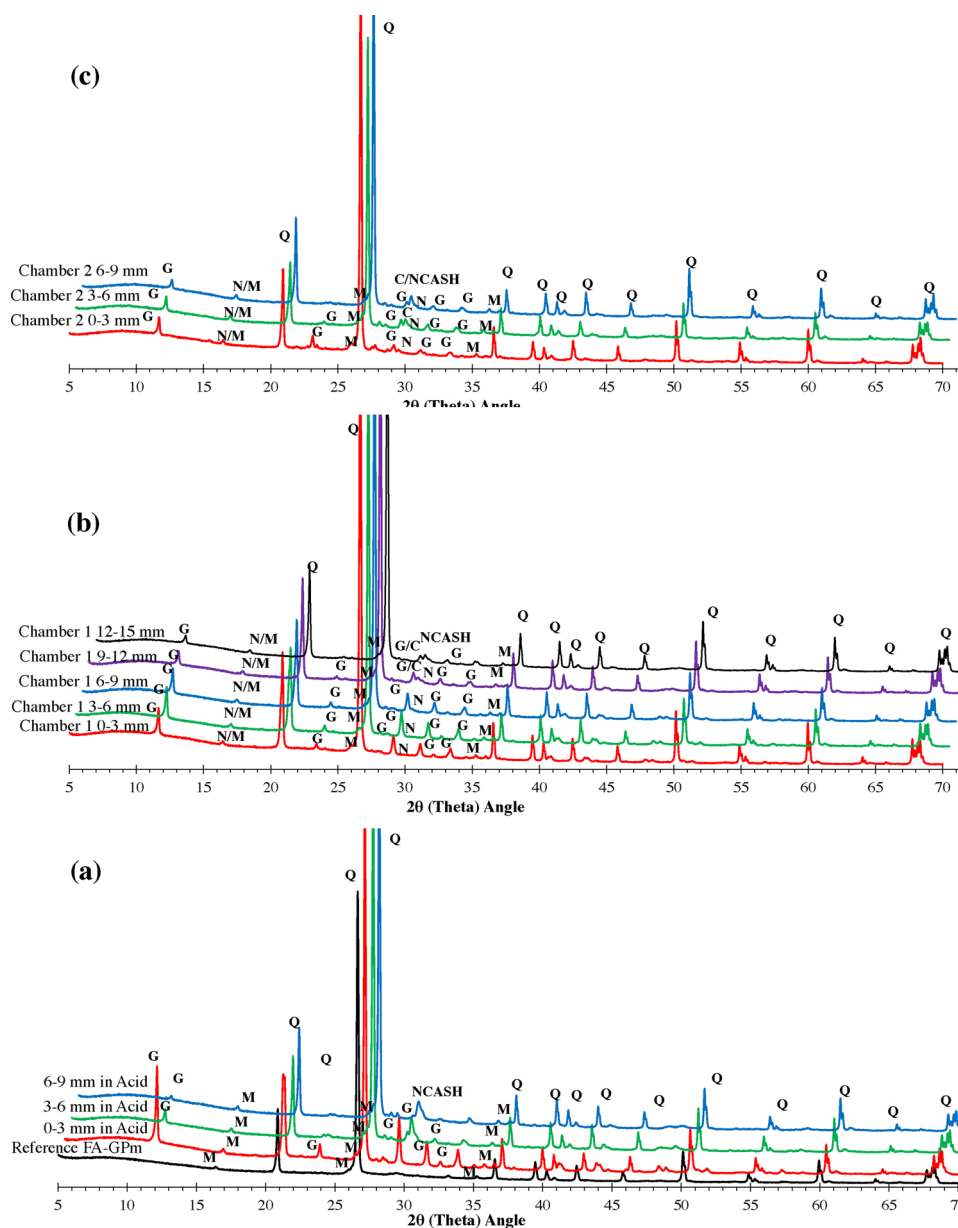 (c)
Q
Q
Chamber 2 6-9 mm G N/M M C/NCASH Q Q Q Q Q Q Q Q Q
Chamber 2 3-6 mm G N/M G M G C N G G M
Chamber 2 0-3 mm G N/M G M G N G G M
5 10 15 20 25 30 35 40 45 50 55 60 65 70
2θ (Theta) Angle
(b)
Q
Q
Chamber 1 12-15 mm G N/M G M G/C NCASH G M Q Q Q Q Q Q Q Q Q
Chamber 1 9-12 mm G N/M G M G/C N G G M
Chamber 1 6-9 mm G N/M G M G N G G M
Chamber 1 3-6 mm G N/M G M G N G G M
Chamber 1 0-3 mm G N/M G M G N G G M
5 10 15 20 25 30 35 40 45 50 55 60 65 70
2θ (Theta) Angle
(a)
Q
Q
Q
Q
6-9 mm in Acid G M M NCASH M Q Q Q Q Q Q Q Q Q
3-6 mm in Acid G M M G G G M
0-3 mm in Acid G M G M G G M
Reference FA-GPm M M M
5 10 15 20 25 30 35 40 45 50 55 60 65 70
2θ (Theta) Angle